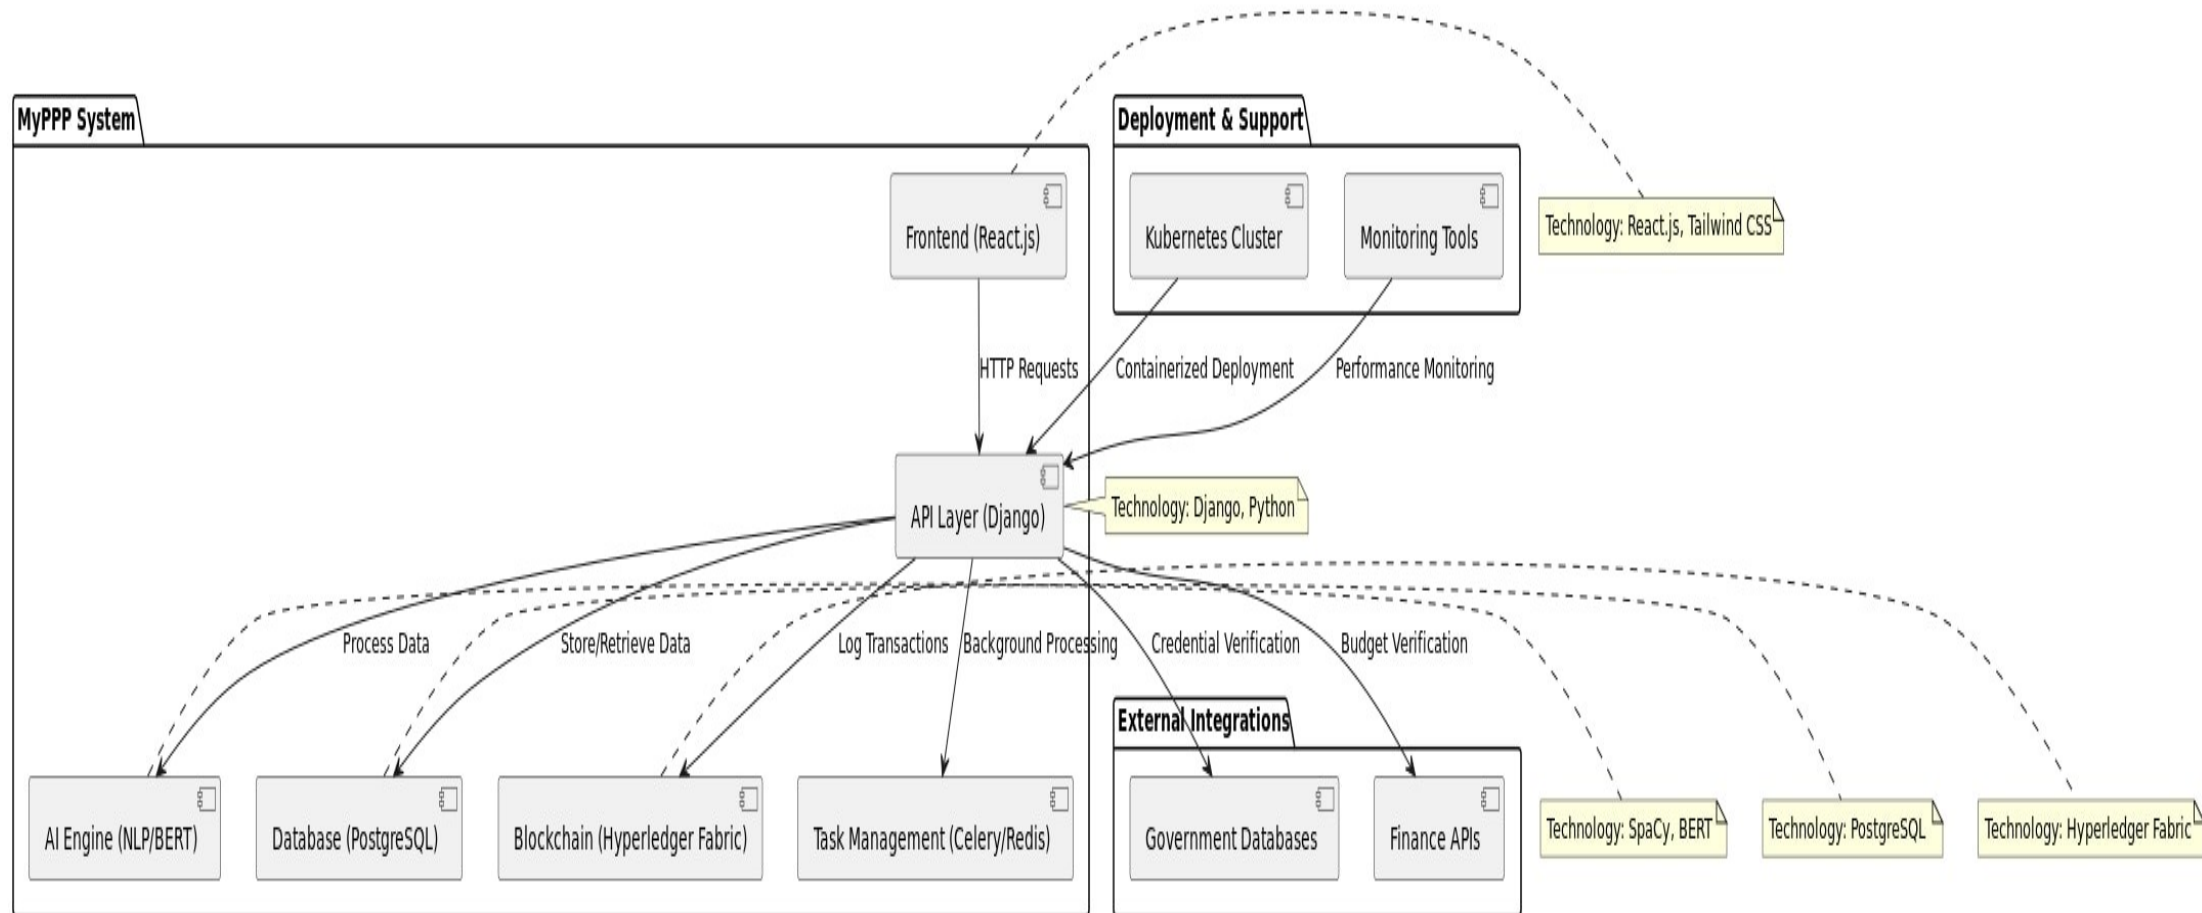 MyPPP System
Deployment & Support
Frontend (React.js)
Kubernetes Cluster
Monitoring Tools
Technology: React.js, Tailwind CSS
HTTP Requests
Containerized Deployment
Performance Monitoring
API Layer (Django)
Technology: Django, Python
Process Data
Store/Retrieve Data
Log Transactions
Background Processing
Credential Verification
Budget Verification
External Integrations
AI Engine (NLP/BERT)
Database (PostgreSQL)
Blockchain (Hyperledger Fabric)
Task Management (Celery/Redis)
Government Databases
Finance APIs
Technology: SpaCy, BERT
Technology: PostgreSQL
Technology: Hyperledger Fabric